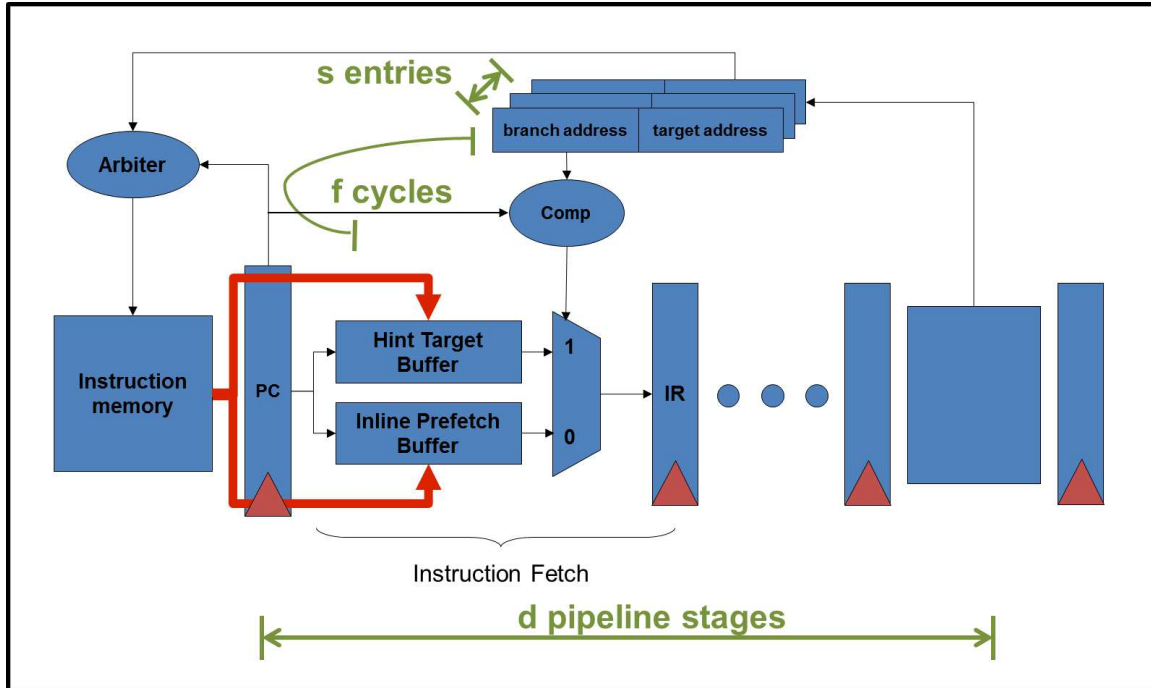 s entries
branch address
target address
Arbiter
f cycles
Comp
Instruction
memory
PC
Hint Target
Buffer
Inline Prefetch
Buffer
1
0
IR
Instruction Fetch
d pipeline stages